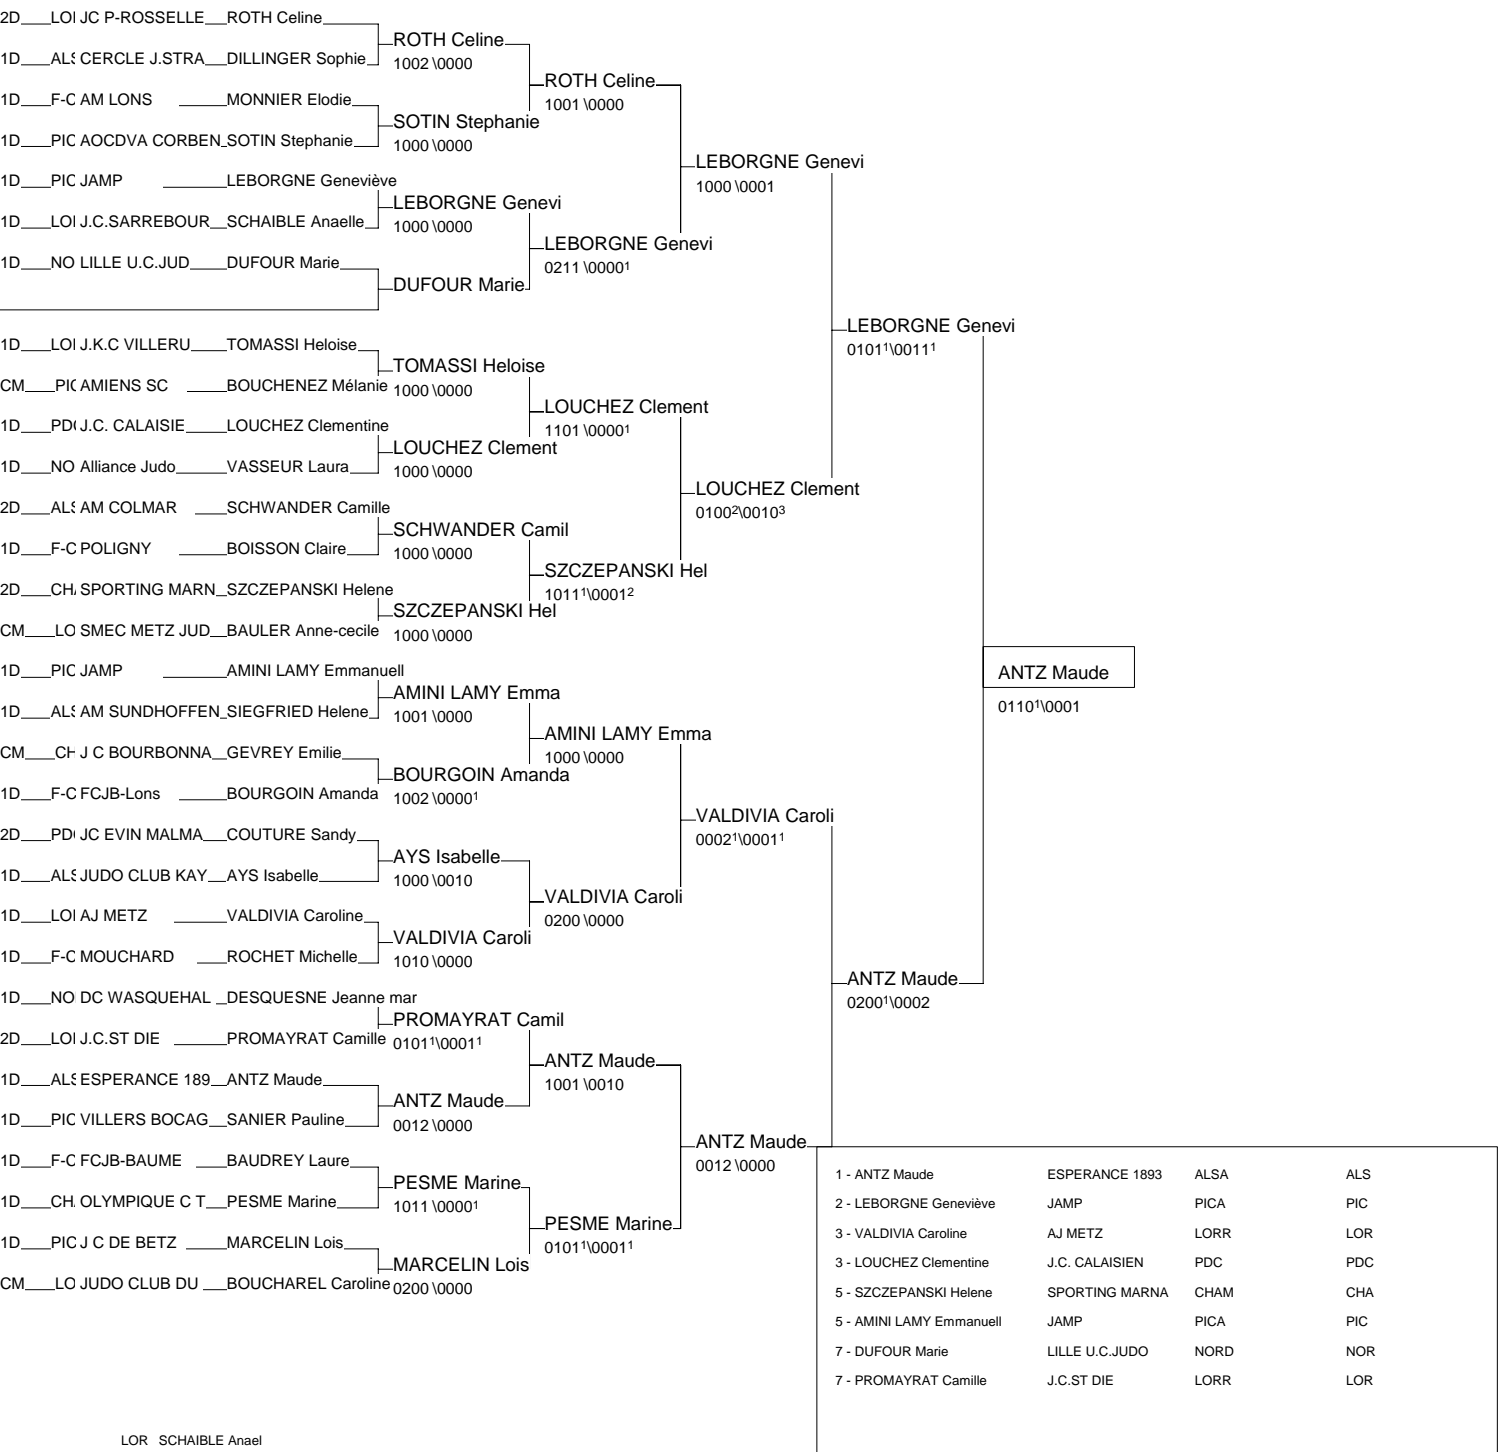 2D LOI JC P-ROSSELLE ROTH Celine
ROTH Celine
1D ALS CERCLE J.STRA DILLINGER Sophie
1002 \0000
ROTH Celine
1D F-C AM LONS MONNIER Elodie
1001 \0000
SOTIN Stephanie
1D PIC AOCDVA CORBEN SOTIN Stephanie
1000 \0000
LEBORGNE Genevi
1D PIC JAMP LEBORGNE Geneviève
1000 \0001
LEBORGNE Genevi
1D LOI J.C.SARREBOUR SCHAIBLE Anaelle
1000 \0000
LEBORGNE Genevi
1D NO LILLE U.C.JUD DUFOUR Marie
0211 \0000¹
DUFOUR Marie
LEBORGNE Genevi
1D LOI J.K.C VILLERU TOMASSI Heloise
0101¹\0011¹
TOMASSI Heloise
CM PIC AMIENS SC BOUCHENEZ Mélanie
1000 \0000
LOUCHEZ Clement
1D PD( J.C. CALAISIE LOUCHEZ Clementine
1101 \0000¹
LOUCHEZ Clement
1D NO Alliance Judo VASSEUR Laura
1000 \0000
LOUCHEZ Clement
2D ALS AM COLMAR SCHWANDER Camille
0100²\0010³
SCHWANDER Camil
1D F-C POLIGNY BOISSON Claire
1000 \0000
SZCZEPANSKI Hel
2D CH SPORTING MARN SZCZEPANSKI Helene
1011¹\0001²
SZCZEPANSKI Hel
CM LO SMEC METZ JUD BAULER Anne-cecile
1000 \0000
1D PIC JAMP AMINI LAMY Emmanuell
ANTZ Maude
AMINI LAMY Emma
1D ALS AM SUNDHOFFEN SIEGFRIED Helene
1001 \0000
0110¹\0001
AMINI LAMY Emma
CM CH J C BOURBONNA GEVREY Emilie
1000 \0000
BOURGOIN Amanda
1D F-C FCJB-Lons BOURGOIN Amanda
1002 \0000¹
VALDIVIA Caroli
2D PD( JC EVIN MALMA COUTURE Sandy
0002¹\0001¹
AYS Isabelle
1D ALS JUDO CLUB KAY AYS Isabelle
1000 \0010
VALDIVIA Caroli
1D LOI AJ METZ VALDIVIA Caroline
0200 \0000
VALDIVIA Caroli
1D F-C MOUCHARD ROCHET Michelle
1010 \0000
ANTZ Maude
1D NO DC WASQUEHAL DESQUESNE Jeanne mar
0200¹\0002
PROMAYRAT Camil
2D LOI J.C.ST DIE PROMAYRAT Camille
0101¹\0001¹
ANTZ Maude
1D ALS ESPERANCE 189 ANTZ Maude
1001 \0010
ANTZ Maude
1D PIC VILLERS BOCAG SANIER Pauline
0012 \0000
ANTZ Maude
1D F-C FCJB-BAUME BAUDREY Laure
0012 \0000
PESME Marine
1D CH OLYMPIQUE C T PESME Marine
1011 \0000¹
PESME Marine
1D PIC J C DE BETZ MARCELIN Lois
0101¹\0001¹
MARCELIN Lois
CM LO JUDO CLUB DU BOUCHAREL Caroline
0200 \0000
1 - ANTZ Maude ESPERANCE 1893 ALSA ALS
2 - LEBORGNE Geneviève JAMP PICA PIC
3 - VALDIVIA Caroline AJ METZ LORR LOR
3 - LOUCHEZ Clementine J.C. CALAISIEN PDC PDC
5 - SZCZEPANSKI Helene SPORTING MARNA CHAM CHA
5 - AMINI LAMY Emmanuell JAMP PICA PIC
7 - DUFOUR Marie LILLE U.C.JUDO NORD NOR
7 - PROMAYRAT Camille J.C.ST DIE LORR LOR
LOR SCHAIBLE Anael